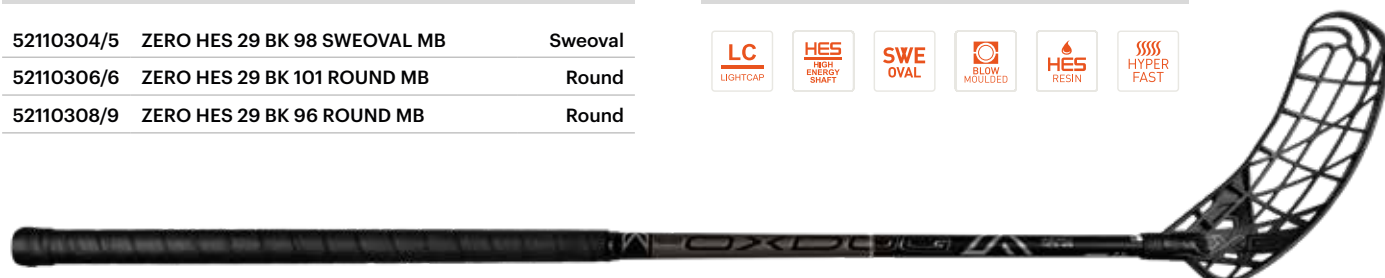 52110304/5 ZERO HES 29 BK 98 SWEOVAL MB Sweoval
52110306/6 ZERO HES 29 BK 101 ROUND MB Round
52110308/9 ZERO HES 29 BK 96 ROUND MB Round
LC
LIGHTCAP
HES
HIGH
ENERGY
SHAFT
SWE
OVAL
BLOW
MOULDED
HES
RESIN
HYPER
FAST
OXDOG